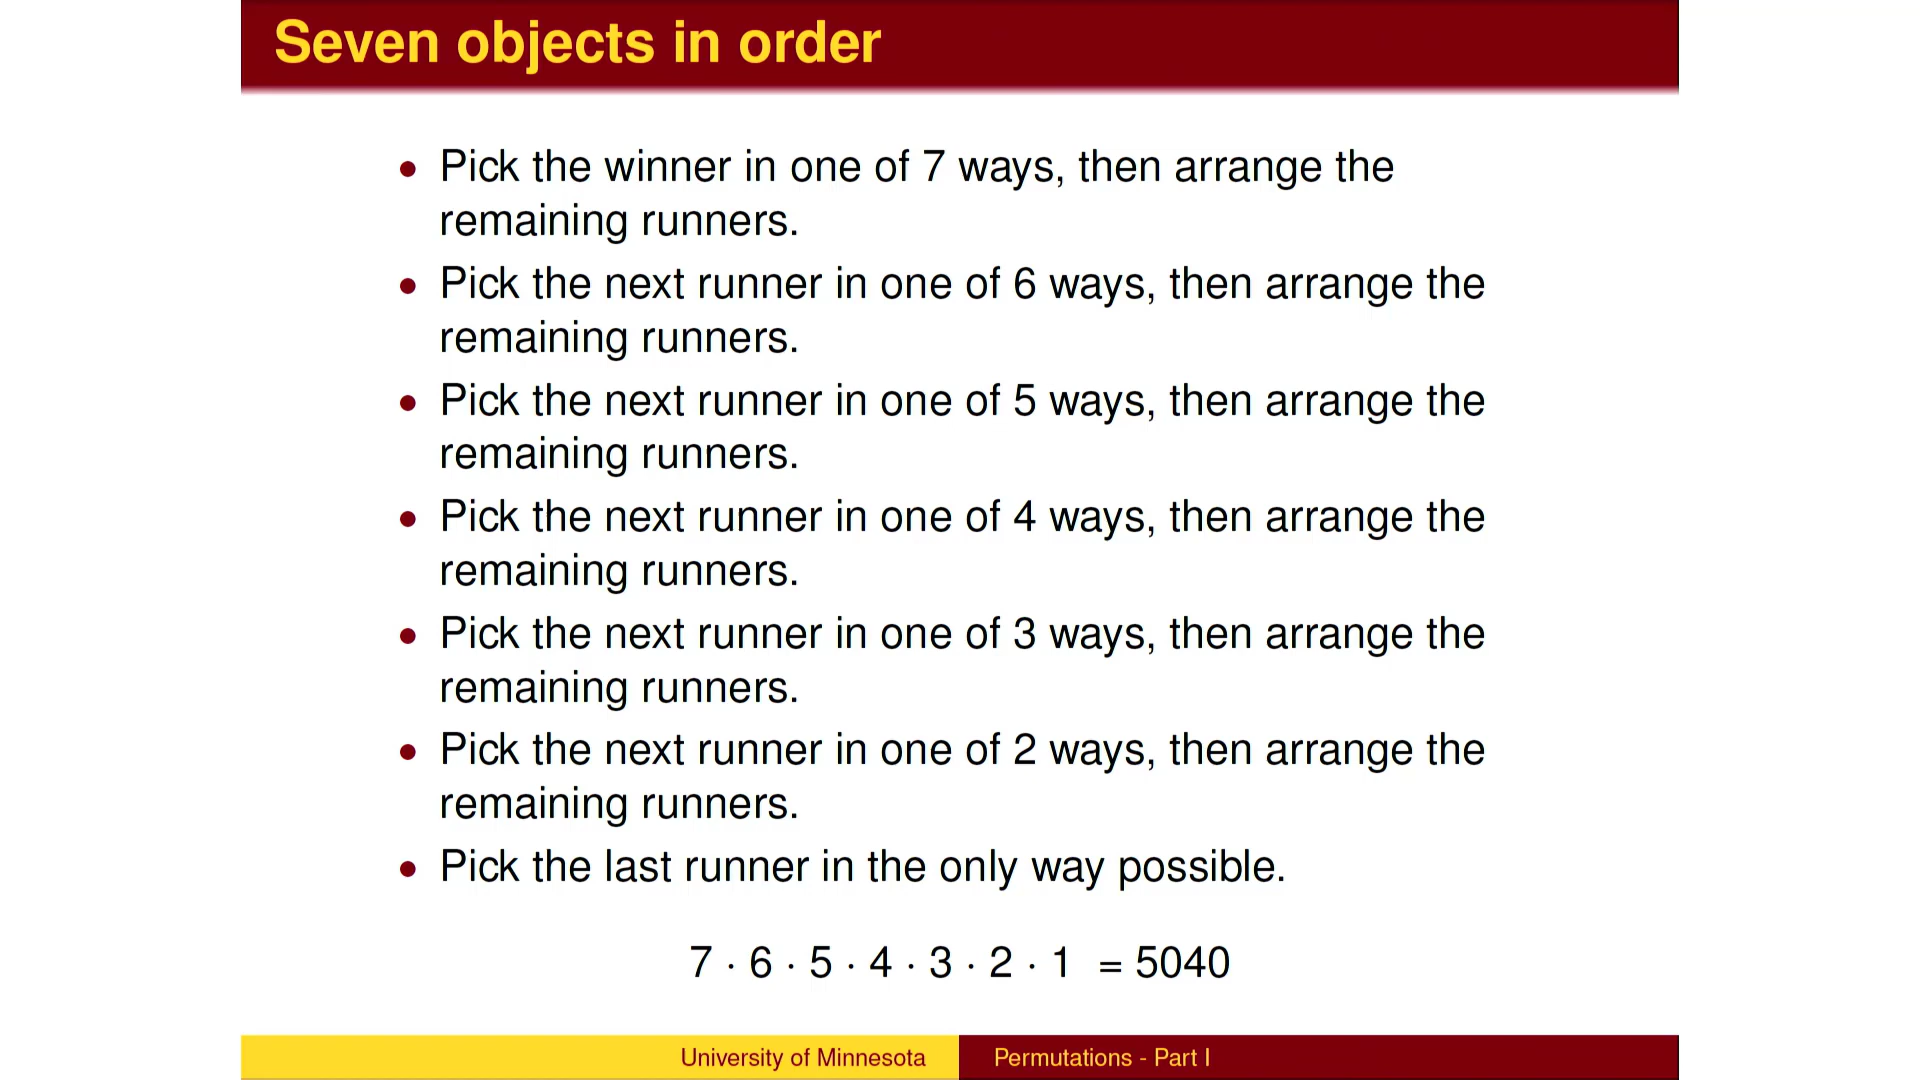 Seven objects in order
• Pick the winner in one of 7 ways, then arrange the
remaining runners.
• Pick the next runner in one of 6 ways, then arrange the
remaining runners.
• Pick the next runner in one of 5 ways, then arrange the
remaining runners.
• Pick the next runner in one of 4 ways, then arrange the
remaining runners.
• Pick the next runner in one of 3 ways, then arrange the
remaining runners.
• Pick the next runner in one of 2 ways, then arrange the
remaining runners.
• Pick the last runner in the only way possible.
7 · 6 · 5 · 4 · 3 · 2 · 1 = 5040
University of Minnesota Permutations - Part I